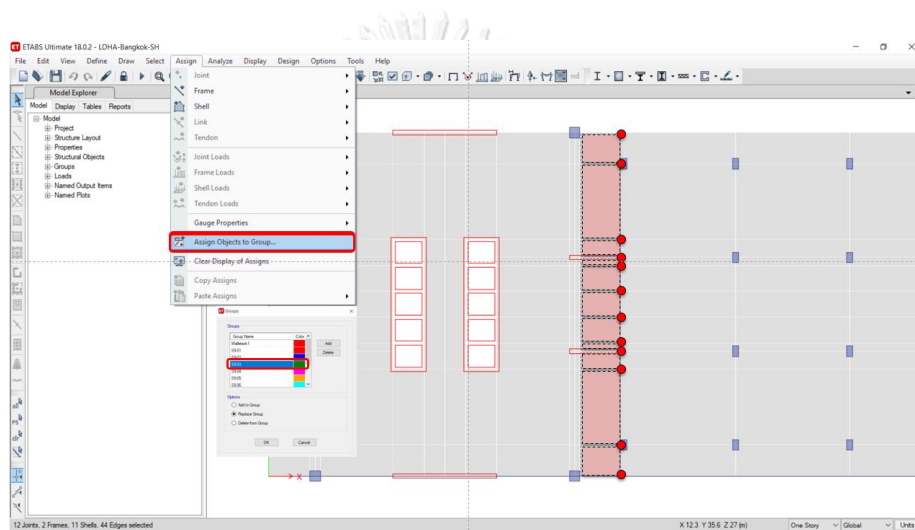 ETABS Ultimate 18.0.2 - LDHA-Bangkok-SH
File Edit View Define Draw Select Assign Analyze Display Design Options Tools Help
Model Explorer
Model Display Tables Reports
Model
Project
Structure Layout
Properties
Structural Objects
Groups
Loads
Named Output Items
Named Plots
Joint
Frame
Shell
Link
Tendon
Joint Loads
Frame Loads
Shell Loads
Tendon Loads
Gauge Properties
Assign Objects to Group...
Clear Display of Assigns
Copy Assigns
Paste Assigns
Groups
Groups
Group Name Color
Add
Delete
Options
Add to Group
Replace Group
Delete from Group
OK Cancel
X
all
PS
clr
nd
12 Joints, 2 Frames, 11 Shells, 44 Edges selected
X 12.3 Y 35.6 Z 27 (m)
One Story Global Units